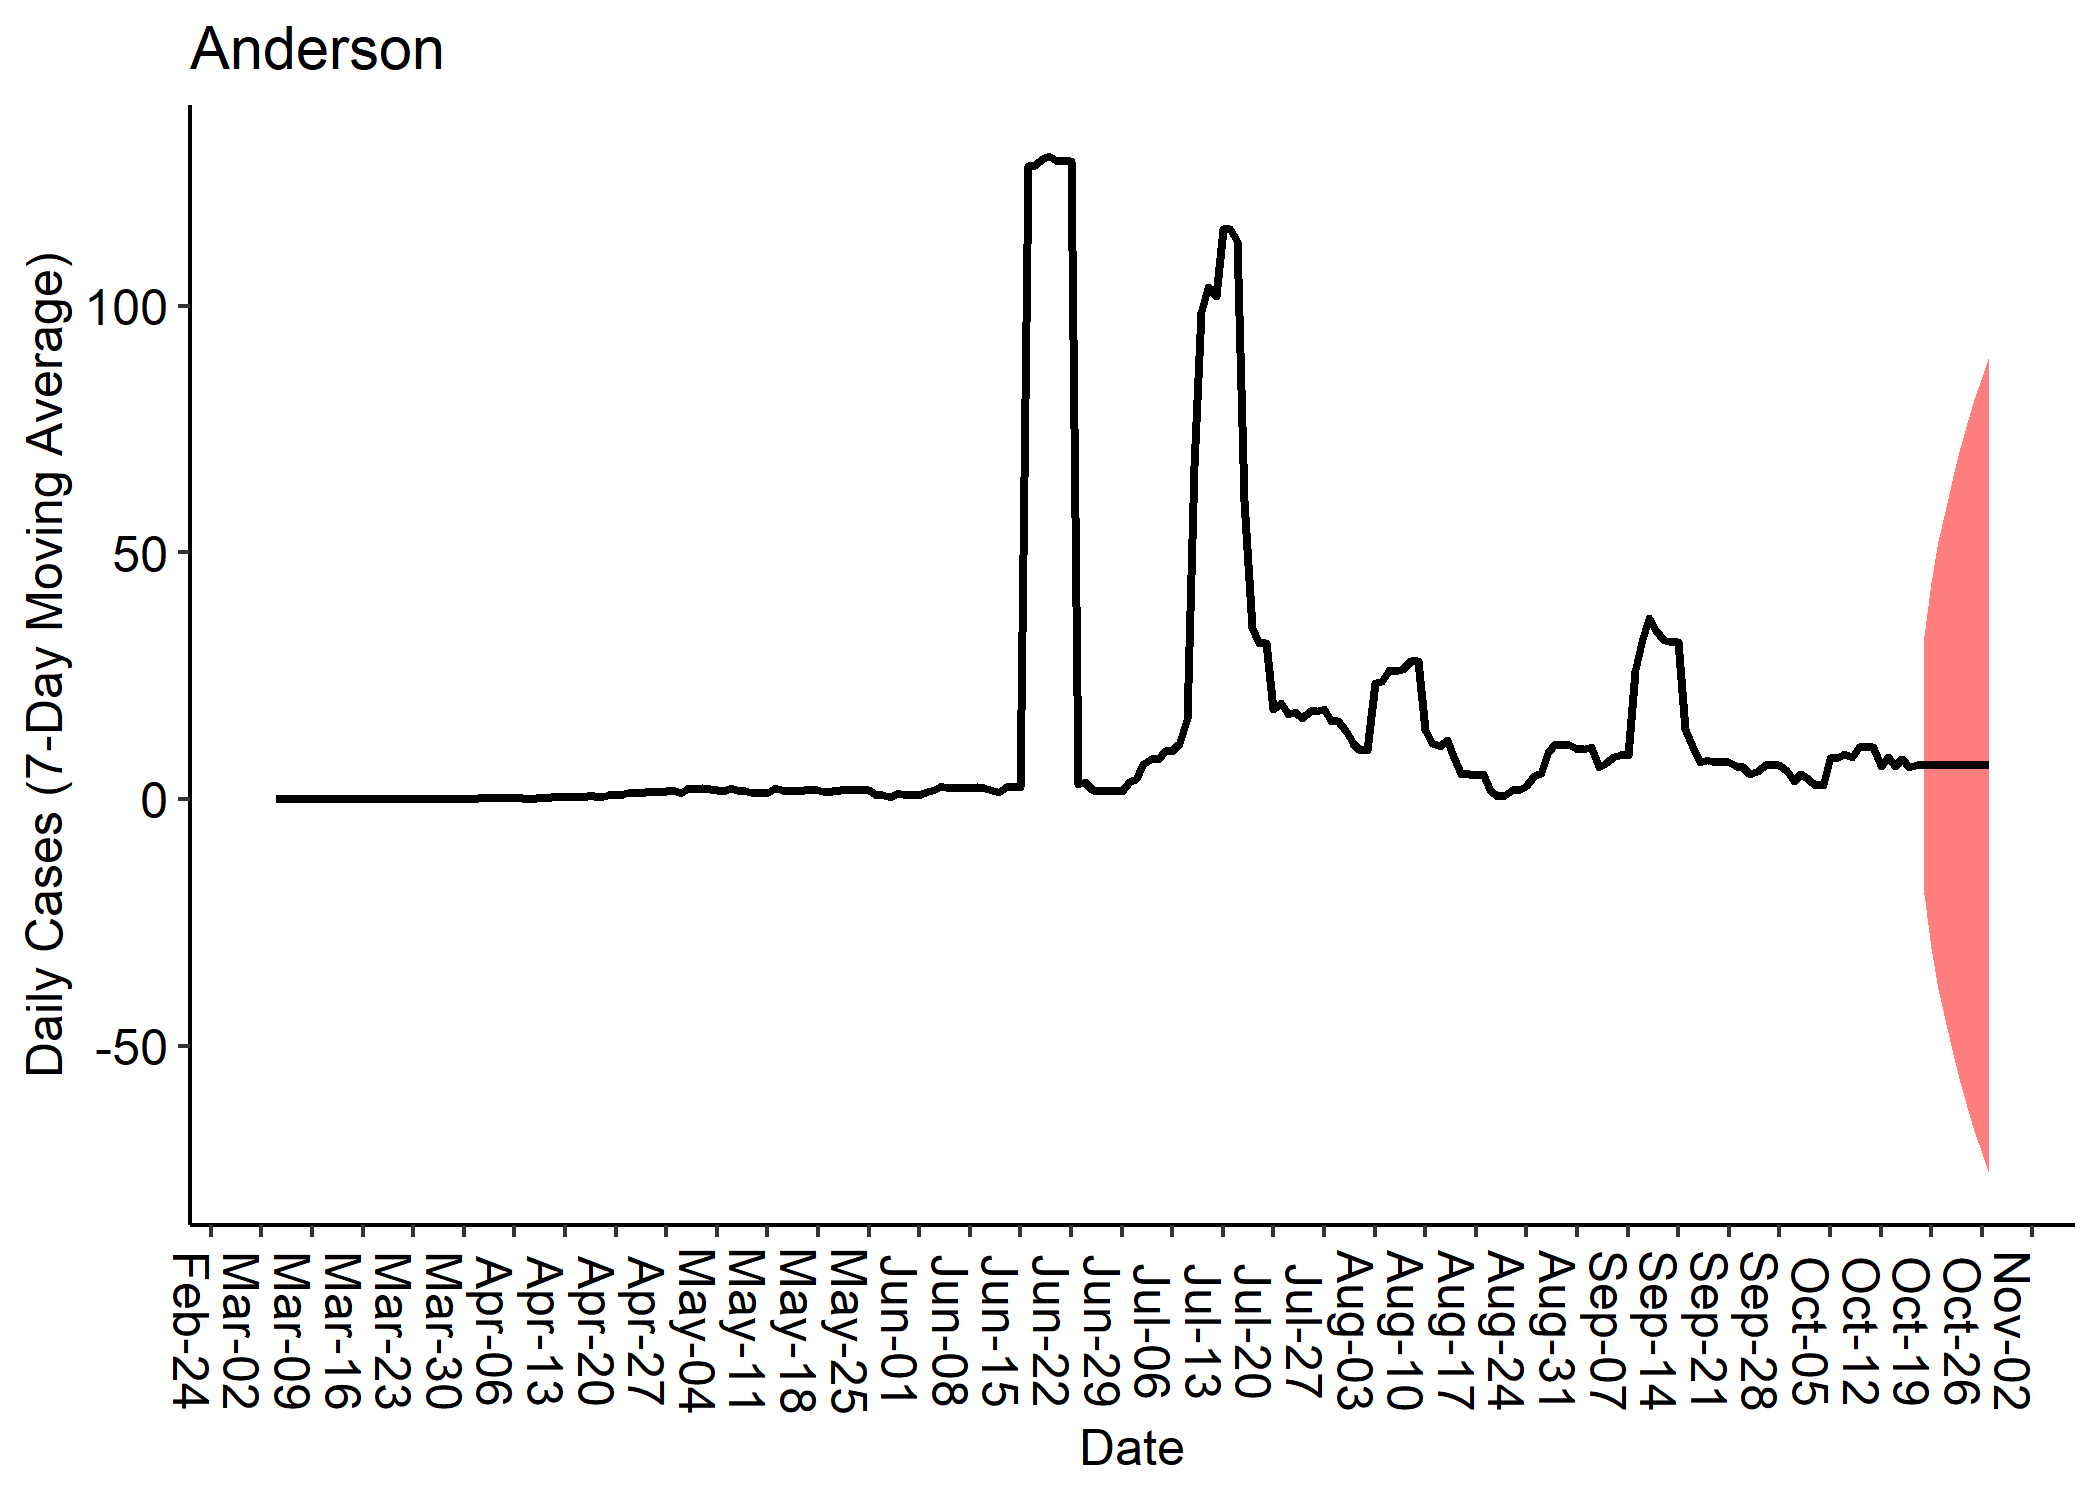 Anderson
Daily Cases (7-Day Moving Average)
100
50
0
-50
Feb-24
Mar-02
Mar-09
Mar-16
Mar-23
Mar-30
Apr-06
Apr-13
Apr-20
Apr-27
May-04
May-11
May-18
May-25
Jun-01
Jun-08
Jun-15
Jun-22
Jun-29
Jul-06
Jul-13
Jul-20
Jul-27
Aug-03
Aug-10
Aug-17
Aug-24
Aug-31
Sep-07
Sep-14
Sep-21
Sep-28
Oct-05
Oct-12
Oct-19
Oct-26
Nov-02
Date